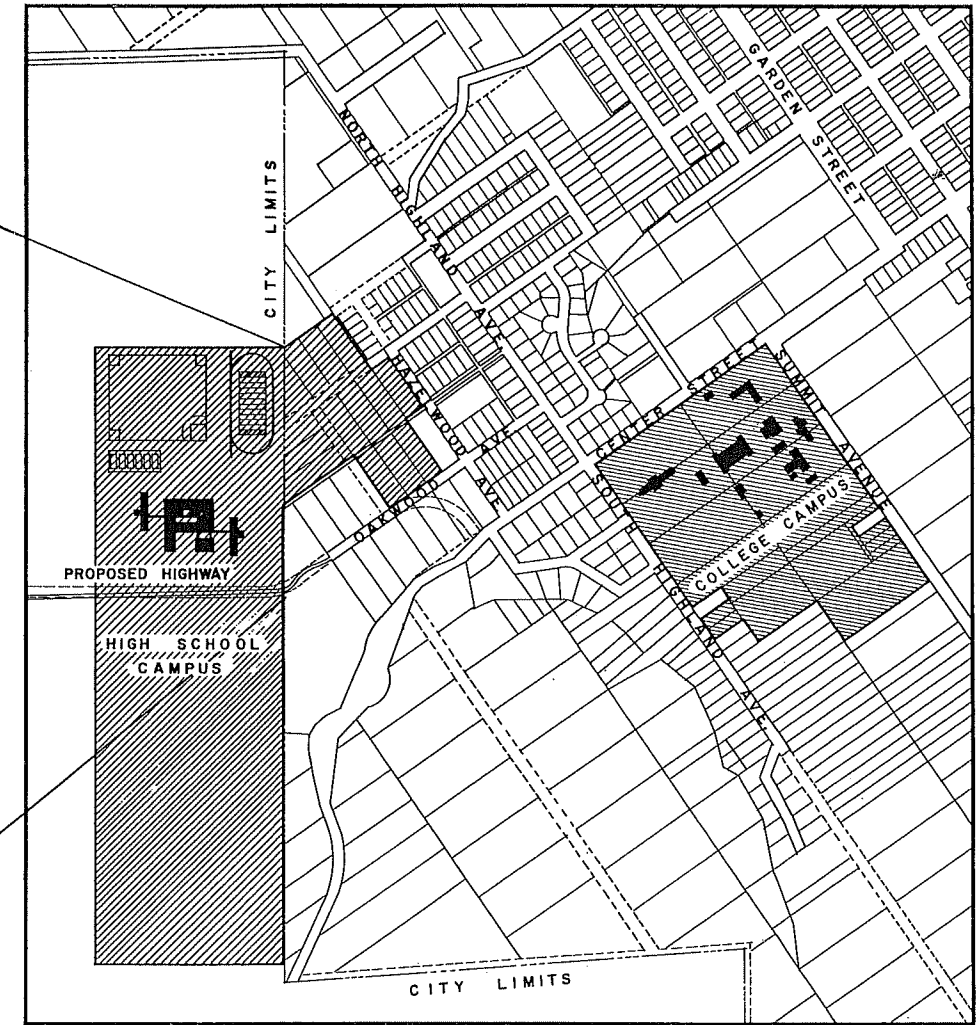 GARDEN STREET
NORTH HIGHLAND AVE.
CITY LIMITS
HAZELWOOD AVE.
OAKWOOD AVE
CENTER STREET
SUMMIT AVENUE
COLLEGE CAMPUS
SOUTH HIGHLAND AVE.
PROPOSED HIGHWAY
HIGH SCHOOL
CAMPUS
CITY LIMITS